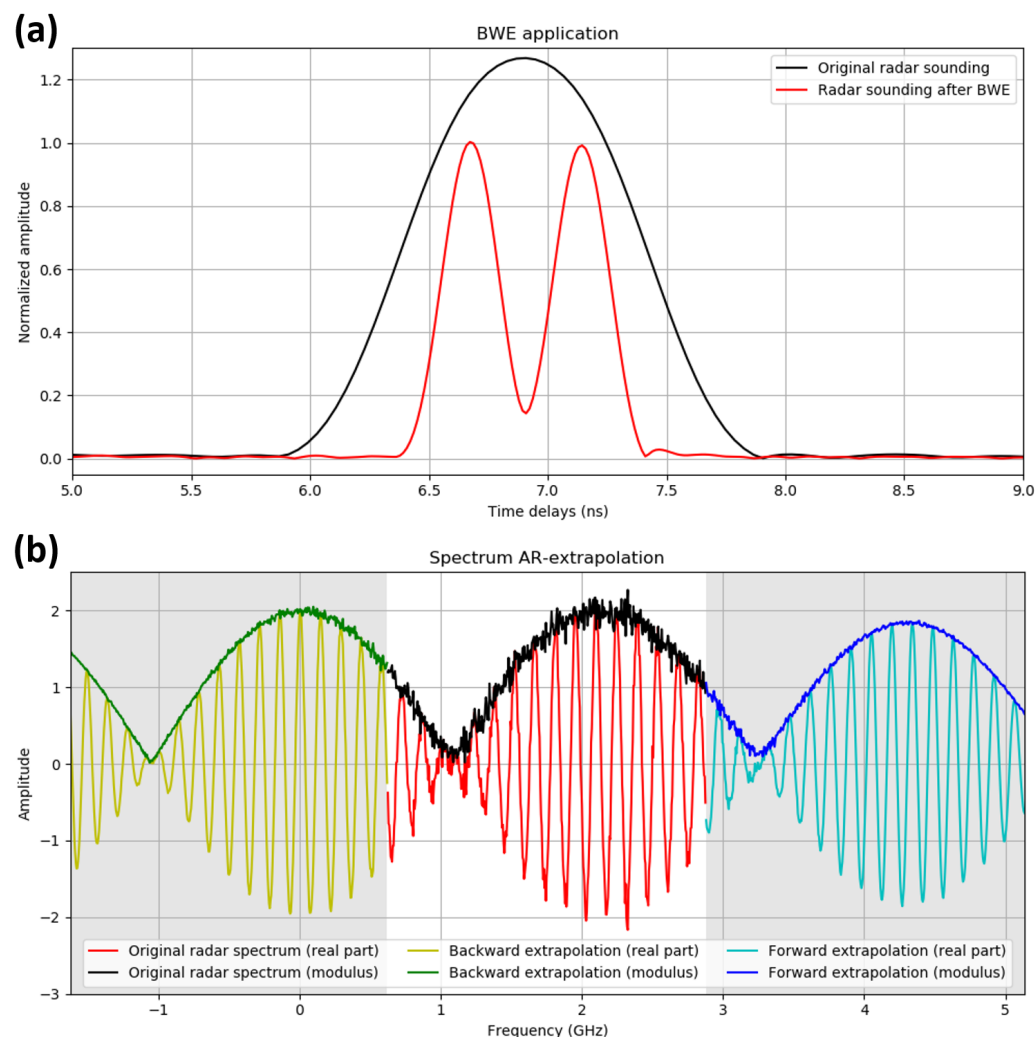 (a)
BWE application
Normalized amplitude
1.2
1.0
0.8
0.6
0.4
0.2
0.0
Original radar sounding
Radar sounding after BWE
5.0 5.5 6.0 6.5 7.0 7.5 8.0 8.5 9.0
Time delays (ns)
(b)
Spectrum AR-extrapolation
Amplitude
2
1
0
−1
−2
−3
Original radar spectrum (real part) Backward extrapolation (real part) Forward extrapolation (real part)
Original radar spectrum (modulus) Backward extrapolation (modulus) Forward extrapolation (modulus)
−1 0 1 2 3 4 5
Frequency (GHz)